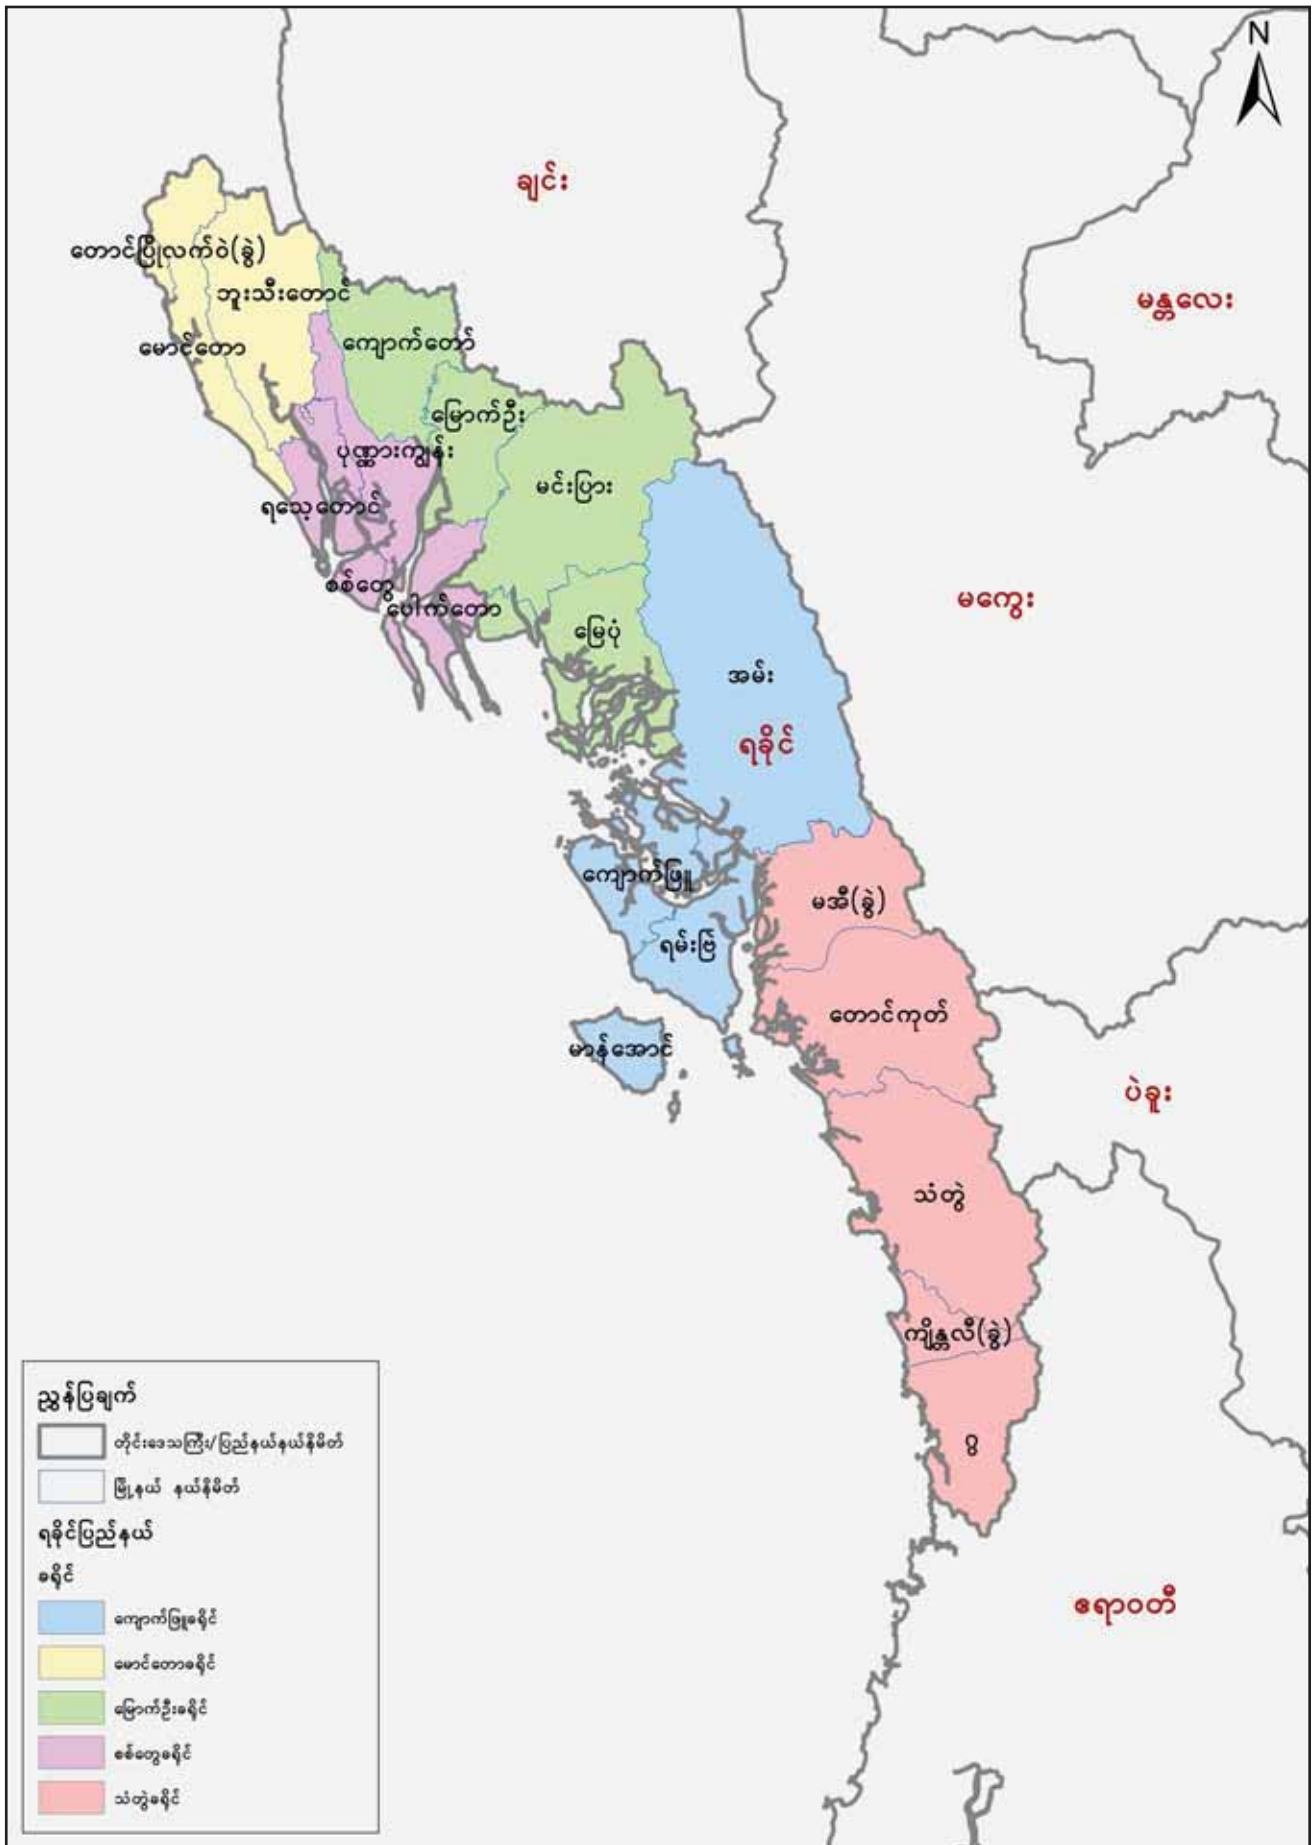 N
ချင်း
တောင်ပြိုလက်ဝဲ(ခွဲ)
ဘူးသီးတောင်
မန္တလေး
မောင်တော
ကျောက်တော်
မြောက်ဦး
ပုဏ္ဏားကျွန်း
မင်းပြား
ရသေ့တောင်
စစ်တွေ
မကွေး
ပေါက်တော
မြေပုံ
အမ်း
ရခိုင်
ကျောက်ဖြူ
မအီ(ခွဲ)
ရမ်းဗြဲ
တောင်ကုတ်
မာန်အောင်
ပဲခူး
သံတွဲ
ကျိန္တလီ(ခွဲ)
ဂွ
ဧရာဝတီ
ညွှန်ပြချက်
တိုင်းဒေသကြီး/ပြည်နယ်နယ်နိမိတ်
မြို့နယ် နယ်နိမိတ်
ရခိုင်ပြည်နယ်
ခရိုင်
ကျောက်ဖြူခရိုင်
မောင်တောခရိုင်
မြောက်ဦးခရိုင်
စစ်တွေခရိုင်
သံတွဲခရိုင်